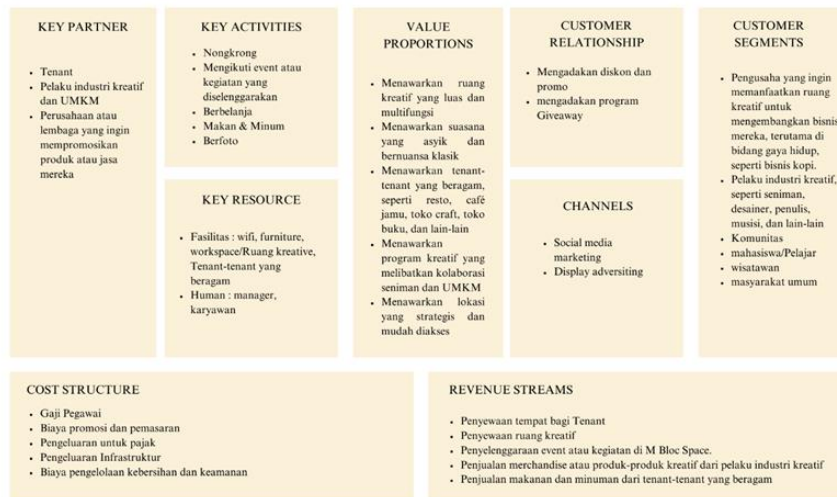 KEY PARTNER
• Tenant
• Pelaku industri kreatif
dan UMKM
• Perusahaan atau
lembaga yang ingin
mempromosikan
produk atau jasa
mereka
KEY ACTIVITIES
• Nongkrong
• Mengikuti event atau
kegiatan yang
diselenggarakan
• Berbelanja
• Makan & Minum
• Berfoto
KEY RESOURCE
• Fasilitas : wifi, furniture,
workspace/Ruang kreative,
Tenant-tenant yang
beragam
• Human : manager,
karyawan
VALUE
PROPORTIONS
• Menawarkan ruang
kreatif yang luas dan
multifungsi
• Menawarkan suasana
yang asyik dan
bernuansa klasik
• Menawarkan tenant-
tenant yang beragam,
seperti resto, café
jamu, toko craft, toko
buku, dan lain-lain
• Menawarkan
program kreatif yang
melibatkan kolaborasi
seniman dan UMKM
• Menawarkan lokasi
yang strategis dan
mudah diakses
CUSTOMER
RELATIONSHIP
• Mengadakan diskon dan
promo
• mengadakan program
Giveaway
CHANNELS
• Social media
marketing
• Display adversiting
CUSTOMER
SEGMENTS
• Pengusaha yang ingin
memanfaatkan ruang
kreatif untuk
mengembangkan bisnis
mereka, terutama di
bidang gaya hidup,
seperti bisnis kopi.
• Pelaku industri kreatif,
seperti seniman,
desainer, penulis,
musisi, dan lain-lain
• Komunitas
• mahasiswa/Pelajar
• wisatawan
• masyarakat umum
COST STRUCTURE
• Gaji Pegawai
• Biaya promosi dan pemasaran
• Pengeluaran untuk pajak
• Pengeluaran Infrastruktur
• Biaya pengelolaan kebersihan dan keamanan
REVENUE STREAMS
• Penyewaan tempat bagi Tenant
• Penyewaan ruang kreatif
• Penyelenggaraan event atau kegiatan di M Bloc Space.
• Penjualan merchandise atau produk-produk kreatif dari pelaku industri kreatif
• Penjualan makanan dan minuman dari tenant-tenant yang beragam